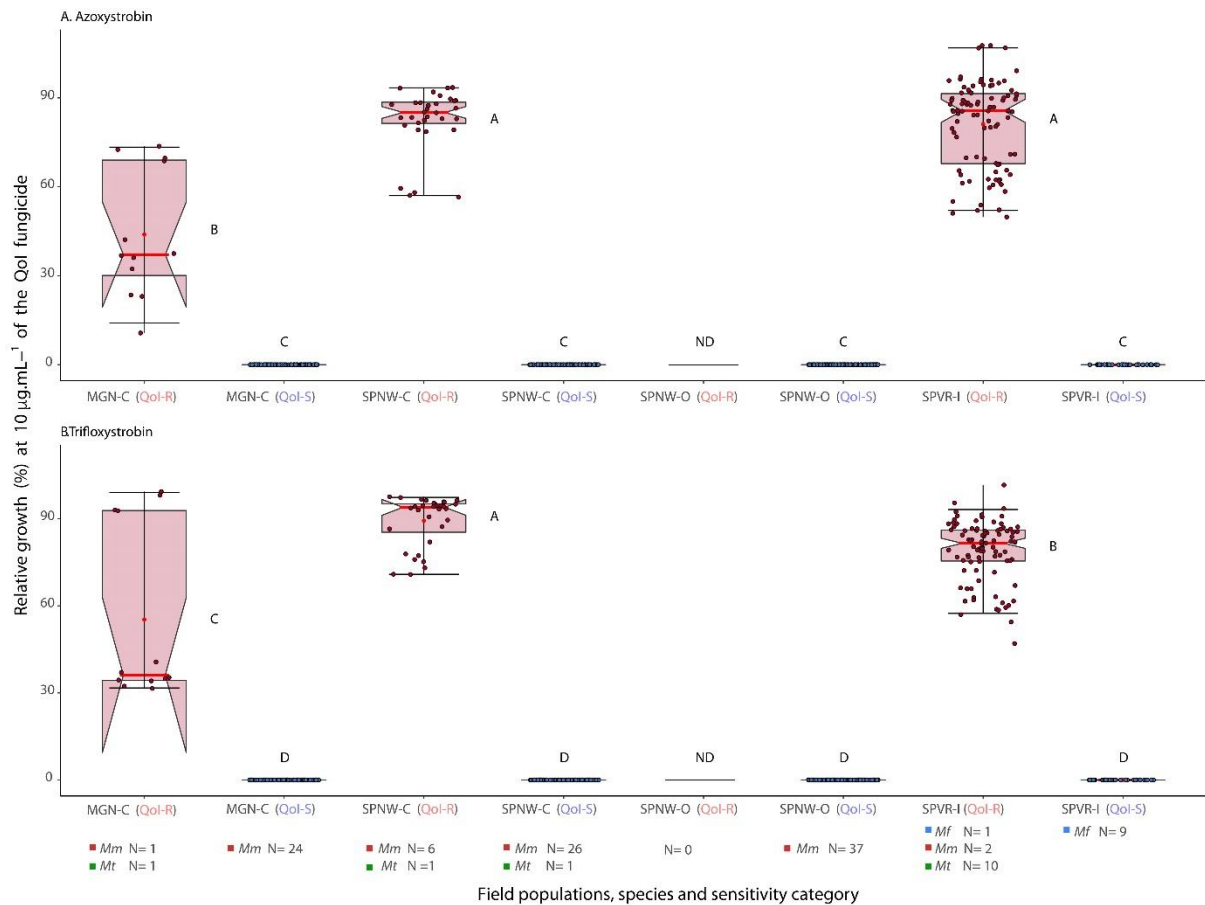 A. Azoxystrobin
Relative growth (%) at 10 µg.mL−1 of the QoI fungicide
90
60
30
0
B
C
A
C
ND
C
A
C
MGN-C (QoI-R)
MGN-C (QoI-S)
SPNW-C (QoI-R)
SPNW-C (QoI-S)
SPNW-O (QoI-R)
SPNW-O (QoI-S)
SPVR-I (QoI-R)
SPVR-I (QoI-S)
B.Trifloxystrobin
90
60
30
0
C
D
A
D
ND
D
B
D
MGN-C (QoI-R)
MGN-C (QoI-S)
SPNW-C (QoI-R)
SPNW-C (QoI-S)
SPNW-O (QoI-R)
SPNW-O (QoI-S)
SPVR-I (QoI-R)
SPVR-I (QoI-S)
Mm N= 1
Mt N= 1
Mm N= 24
Mm N= 6
Mt N =1
Mm N= 26
Mt N= 1
N= 0
Mm N= 37
Mf N= 1
Mm N= 2
Mt N= 10
Mf N= 9
Field populations, species and sensitivity category